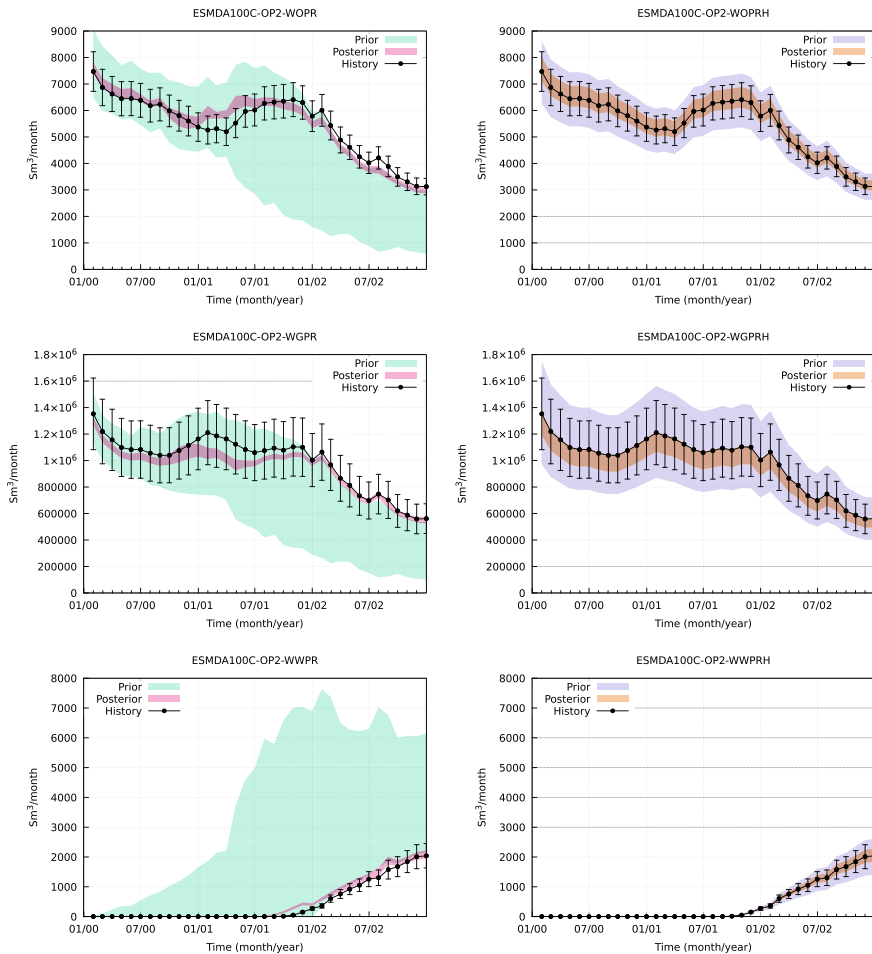 ESMDA100C-OP2-WOPR
9000
8000
7000
6000
5000
4000
3000
2000
1000
0
Sm³/month
Prior
Posterior
History
01/00 07/00 01/01 07/01 01/02 07/02
Time (month/year)
ESMDA100C-OP2-WOPRH
9000
8000
7000
6000
5000
4000
3000
2000
1000
0
Sm³/month
Prior
Posterior
History
01/00 07/00 01/01 07/01 01/02 07/02
Time (month/year)
ESMDA100C-OP2-WGPR
1.8×10⁶
1.6×10⁶
1.4×10⁶
1.2×10⁶
1×10⁶
800000
600000
400000
200000
0
Sm³/month
Prior
Posterior
History
01/00 07/00 01/01 07/01 01/02 07/02
Time (month/year)
ESMDA100C-OP2-WGPRH
1.8×10⁶
1.6×10⁶
1.4×10⁶
1.2×10⁶
1×10⁶
800000
600000
400000
200000
0
Sm³/month
Prior
Posterior
History
01/00 07/00 01/01 07/01 01/02 07/02
Time (month/year)
ESMDA100C-OP2-WWPR
8000
7000
6000
5000
4000
3000
2000
1000
0
Sm³/month
Prior
Posterior
History
01/00 07/00 01/01 07/01 01/02 07/02
Time (month/year)
ESMDA100C-OP2-WWPRH
8000
7000
6000
5000
4000
3000
2000
1000
0
Sm³/month
Prior
Posterior
History
01/00 07/00 01/01 07/01 01/02 07/02
Time (month/year)